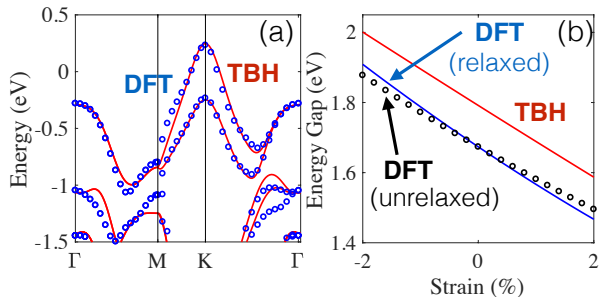 (a)
DFT
TBH
Energy (eV)
0.5
0
-0.5
-1
-1.5
Γ
M
K
Γ
(b)
DFT
(relaxed)
TBH
DFT
(unrelaxed)
Energy Gap (eV)
2
1.8
1.6
1.4
-2
0
2
Strain (%)